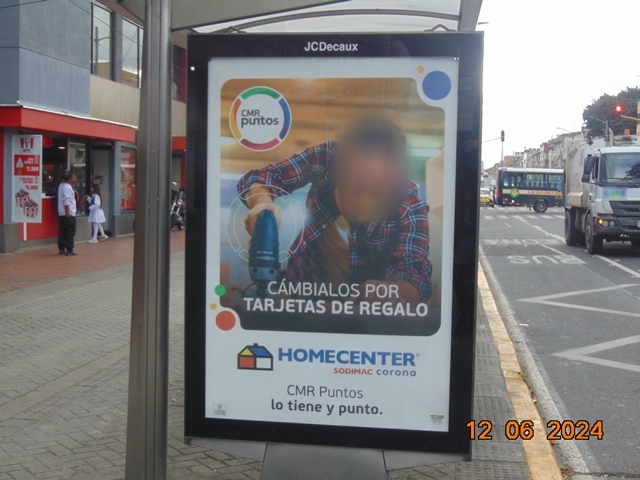 JCDecaux
CMR
puntos
CÁMBIALOS POR
TARJETAS DE REGALO
HOMECENTER
SODIMAC corona
CMR Puntos
lo tiene y punto.
12 06 2024
BUS